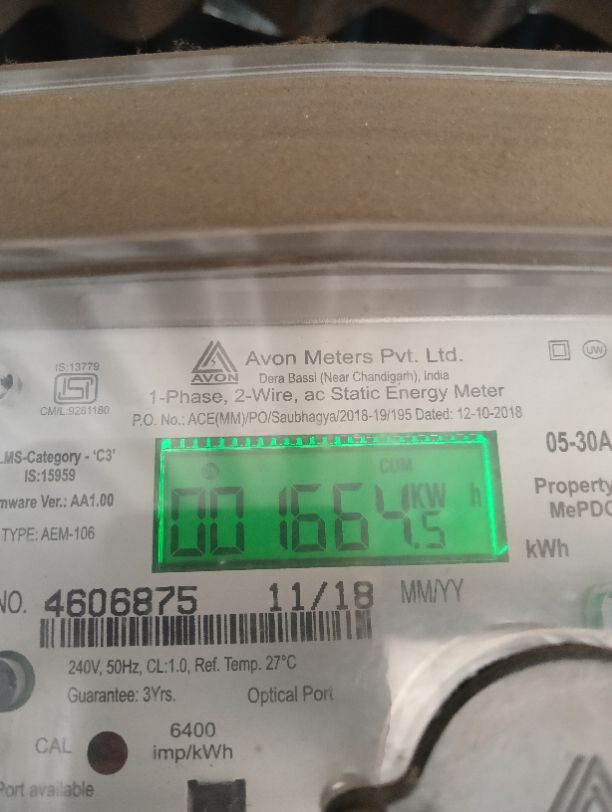 IS:13779
CM/L:9281180
AVON
Avon Meters Pvt. Ltd.
Dera Bassi (Near Chandigarh), India
1-Phase, 2-Wire, ac Static Energy Meter
P.O. No.: ACE(MM)/PO/Saubhagya/2018-19/195 Dated: 12-10-2018
UW
LMS-Category - 'C3'
IS:15959
mware Ver.: AA1.00
TYPE: AEM-106
CUM
001664.5 KW h
05-30A
Property
MePDC
kWh
NO. 4606875 11/18 MM/YY
240V, 50Hz, CL:1.0, Ref. Temp. 27°C
Guarantee: 3Yrs. Optical Port
CAL
6400
imp/kWh
Port available